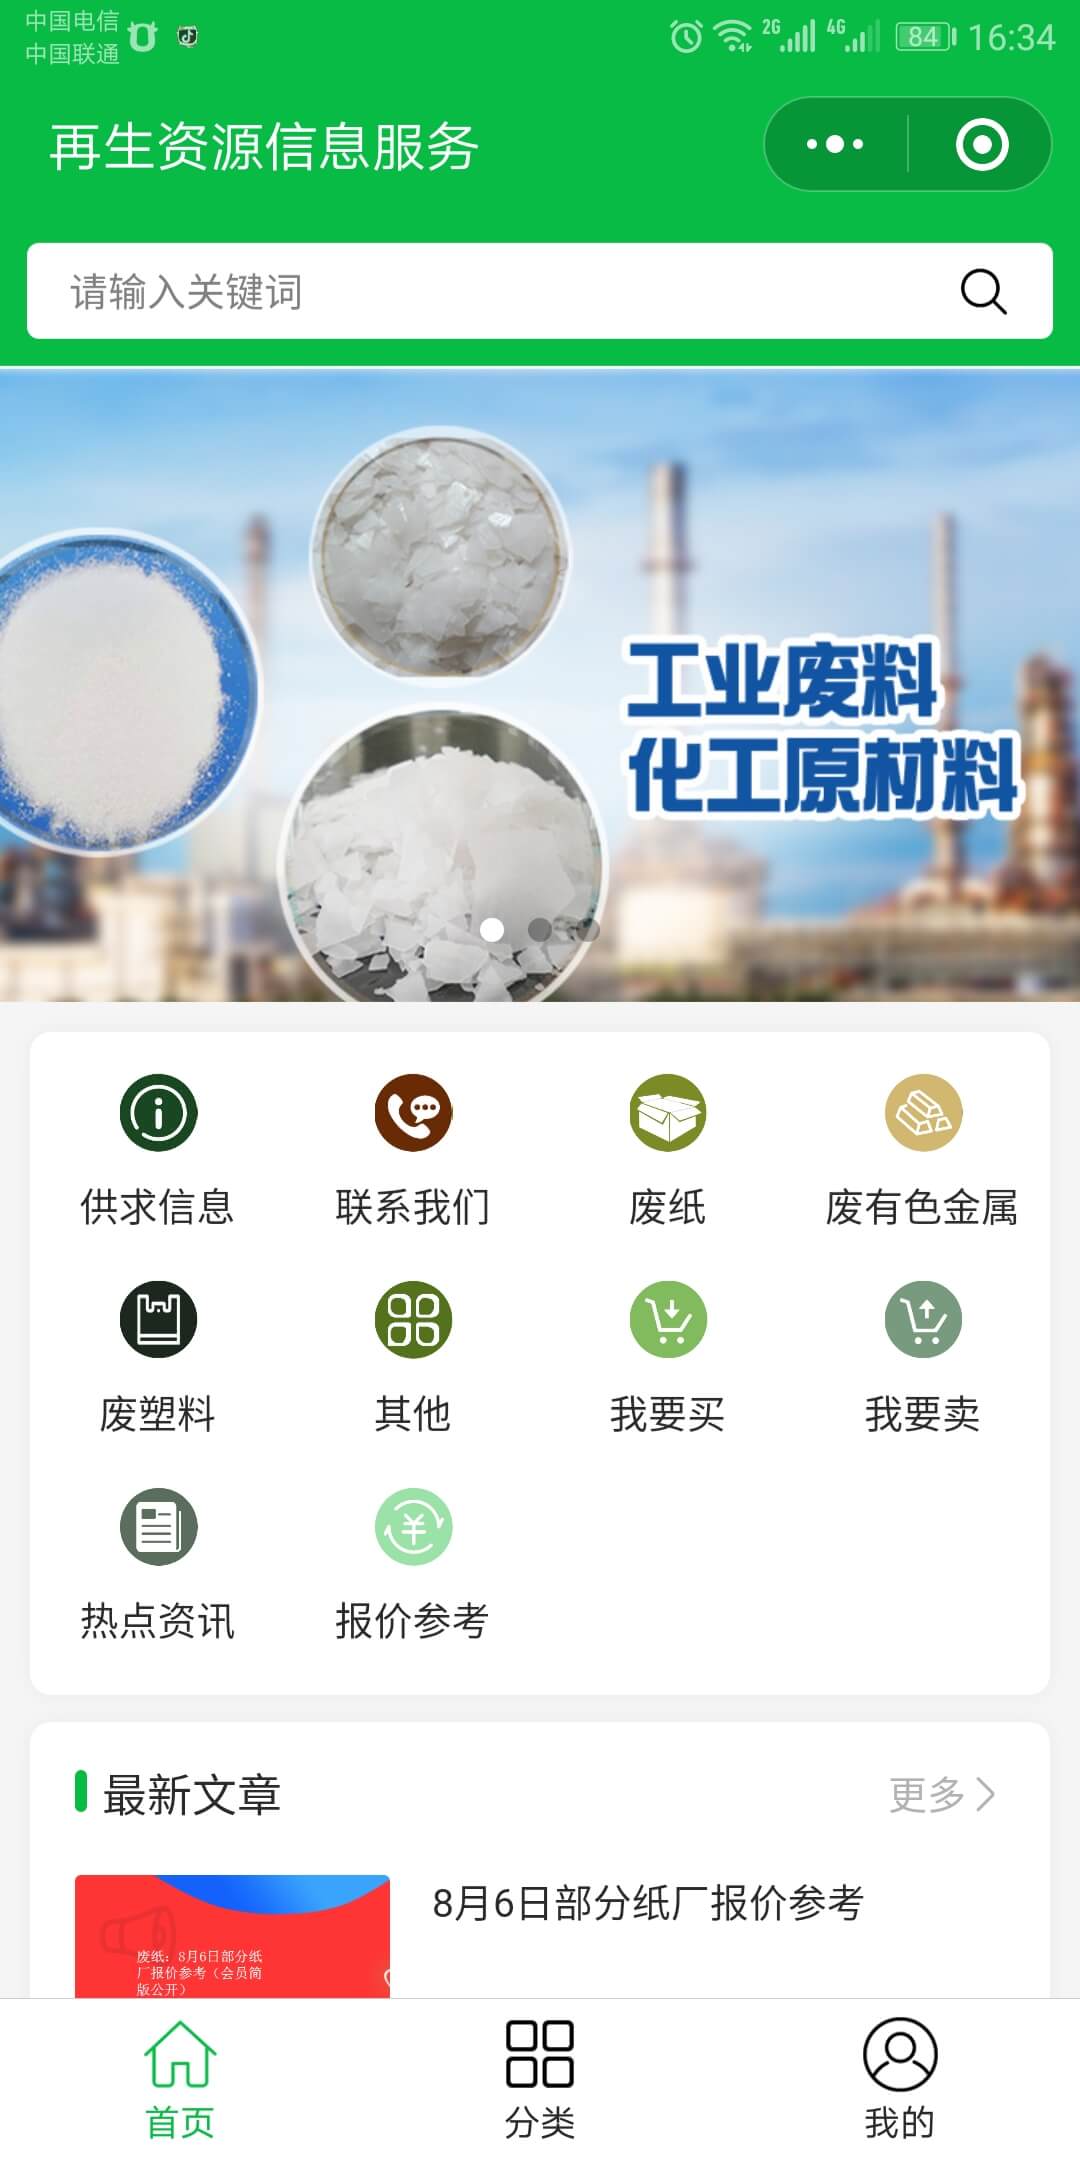 中国电信
中国联通
2G
4G
84
16:34
再生资源信息服务
请输入关键词
工业废料
化工原材料
供求信息
联系我们
废纸
废有色金属
废塑料
其他
我要买
我要卖
热点资讯
报价参考
最新文章
更多
8月6日部分纸厂报价参考
废纸：8月6日部分纸
厂报价参考（会员简
版公开）
首页
分类
我的